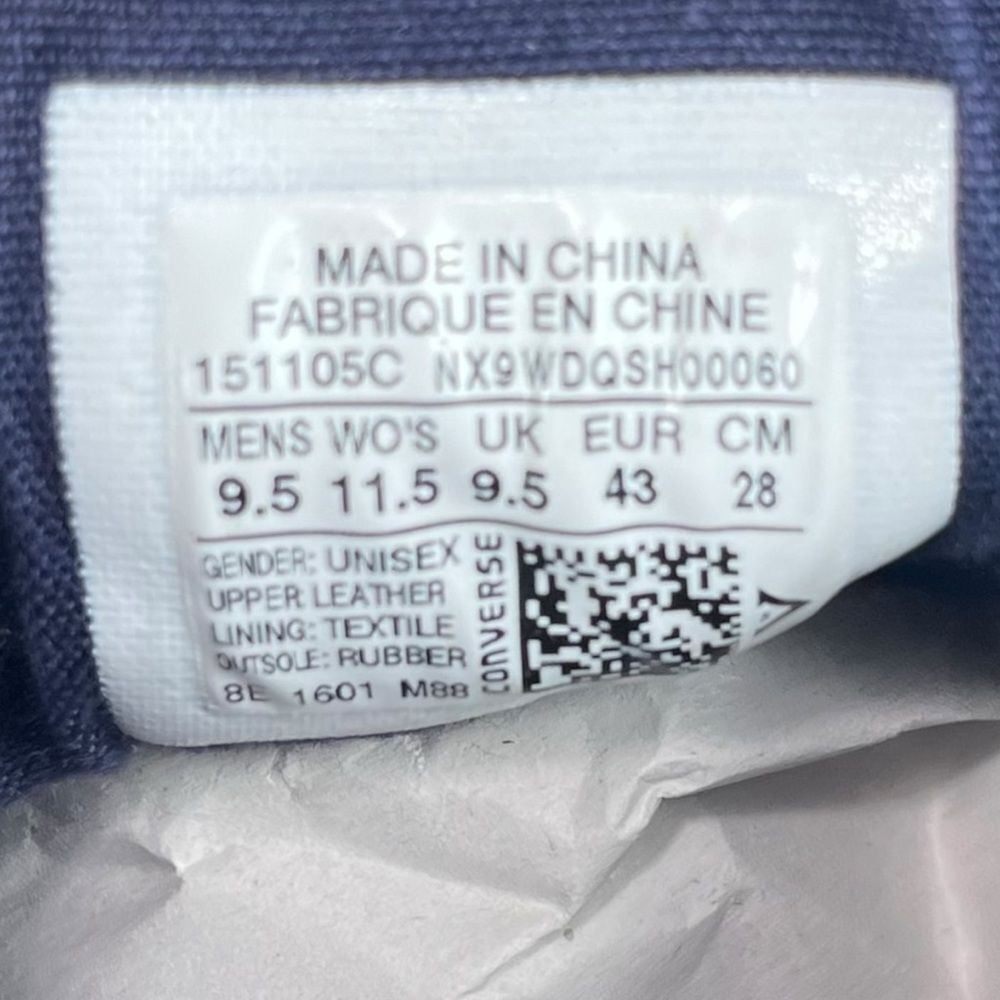 MADE IN CHINA
FABRIQUE EN CHINE
151105C NX9WDQSH00060
MENS WO'S UK EUR CM
9.5 11.5 9.5 43 28
GENDER: UNISEX
UPPER LEATHER
LINING: TEXTILE
OUTSOLE: RUBBER
8E 1601 M88
CONVERSE